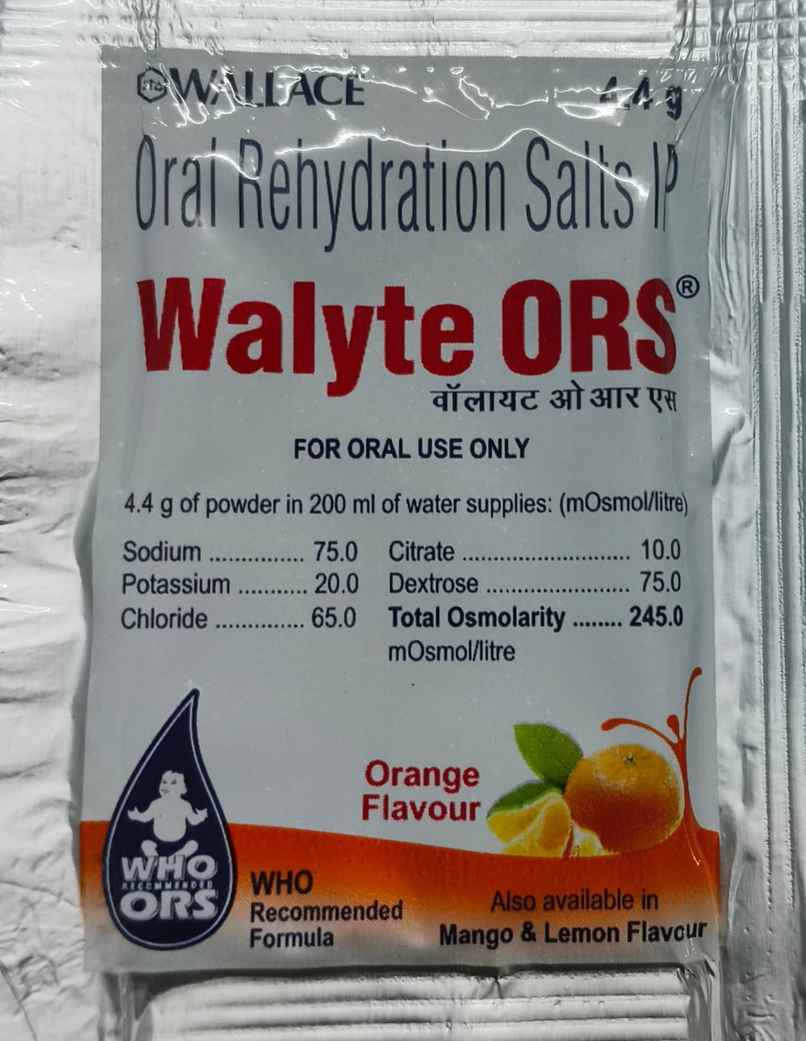 WALLACE 4.4 g
Oral Rehydration Salts IP
Walyte ORS®
वॉलायट ओ आर एस
FOR ORAL USE ONLY
4.4 g of powder in 200 ml of water supplies: (mOsmol/litre)
Sodium ............... 75.0 Citrate .......................... 10.0
Potassium ........... 20.0 Dextrose ...................... 75.0
Chloride .............. 65.0 Total Osmolarity ........ 245.0
mOsmol/litre
Orange
Flavour
WHO
RECOMMENDED
ORS
WHO
Recommended
Formula
Also available in
Mango & Lemon Flavour